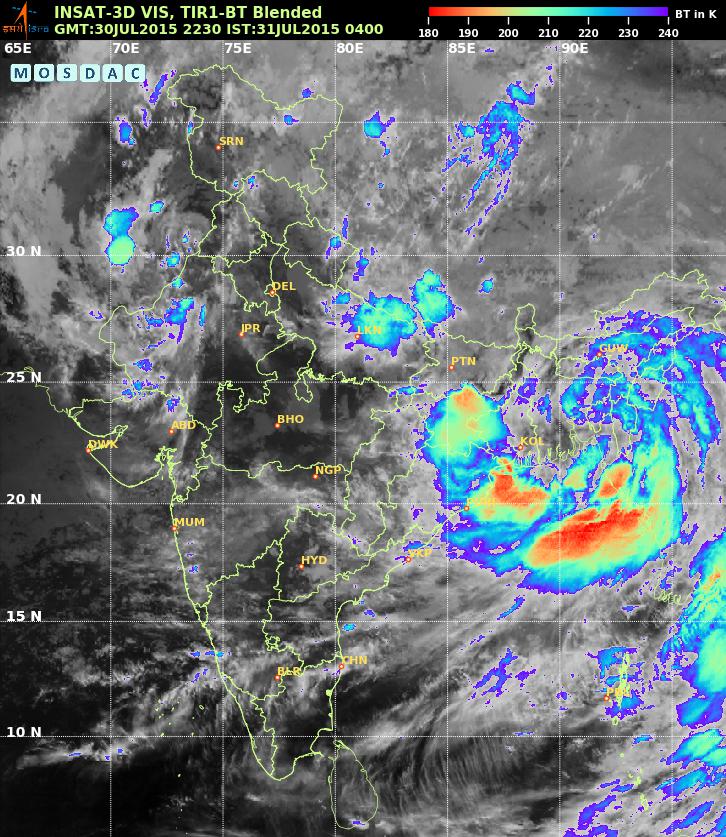 INSAT-3D VIS, TIR1-BT Blended
GMT:30JUL2015 2230 IST:31JUL2015 0400
BT in K
180 190 200 210 220 230 240
65E 70E 75E 80E 85E 90E
MOSDAC
SRN
30 N
DEL
JPR
LKN
GUW
PTN
25 N
BHO
ABD
KOL
DWK
NGP
20 N
MUM
VKP
HYD
15 N
CHN
BLR
10 N